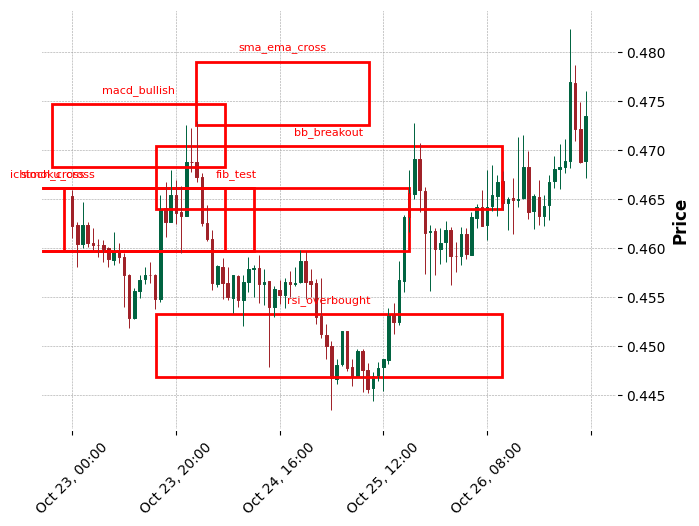 sma_ema_cross
macd_bullish
bb_breakout
stoch_cross
fib_test
rsi_overbought
0.480
0.475
0.470
0.465
0.460
0.455
0.450
0.445
Price
Oct 23, 00:00
Oct 23, 20:00
Oct 24, 16:00
Oct 25, 12:00
Oct 26, 08:00